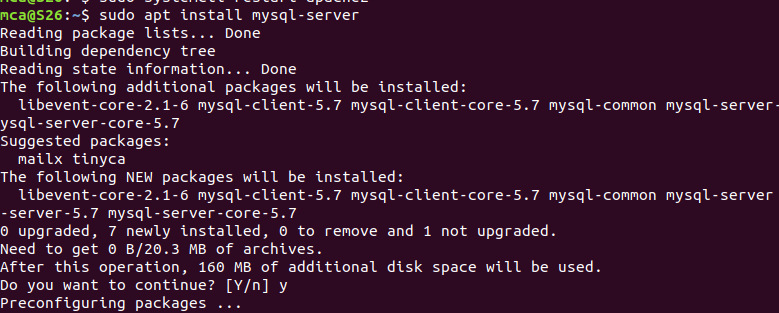 mca@S26:~$ sudo systemctl restart apache2
mca@S26:~$ sudo apt install mysql-server
Reading package lists... Done
Building dependency tree
Reading state information... Done
The following additional packages will be installed:
  libevent-core-2.1-6 mysql-client-5.7 mysql-client-core-5.7 mysql-common mysql-server-
ysql-server-core-5.7
Suggested packages:
  mailx tinyca
The following NEW packages will be installed:
  libevent-core-2.1-6 mysql-client-5.7 mysql-client-core-5.7 mysql-common mysql-server
-server-5.7 mysql-server-core-5.7
0 upgraded, 7 newly installed, 0 to remove and 1 not upgraded.
Need to get 0 B/20.3 MB of archives.
After this operation, 160 MB of additional disk space will be used.
Do you want to continue? [Y/n] y
Preconfiguring packages ...